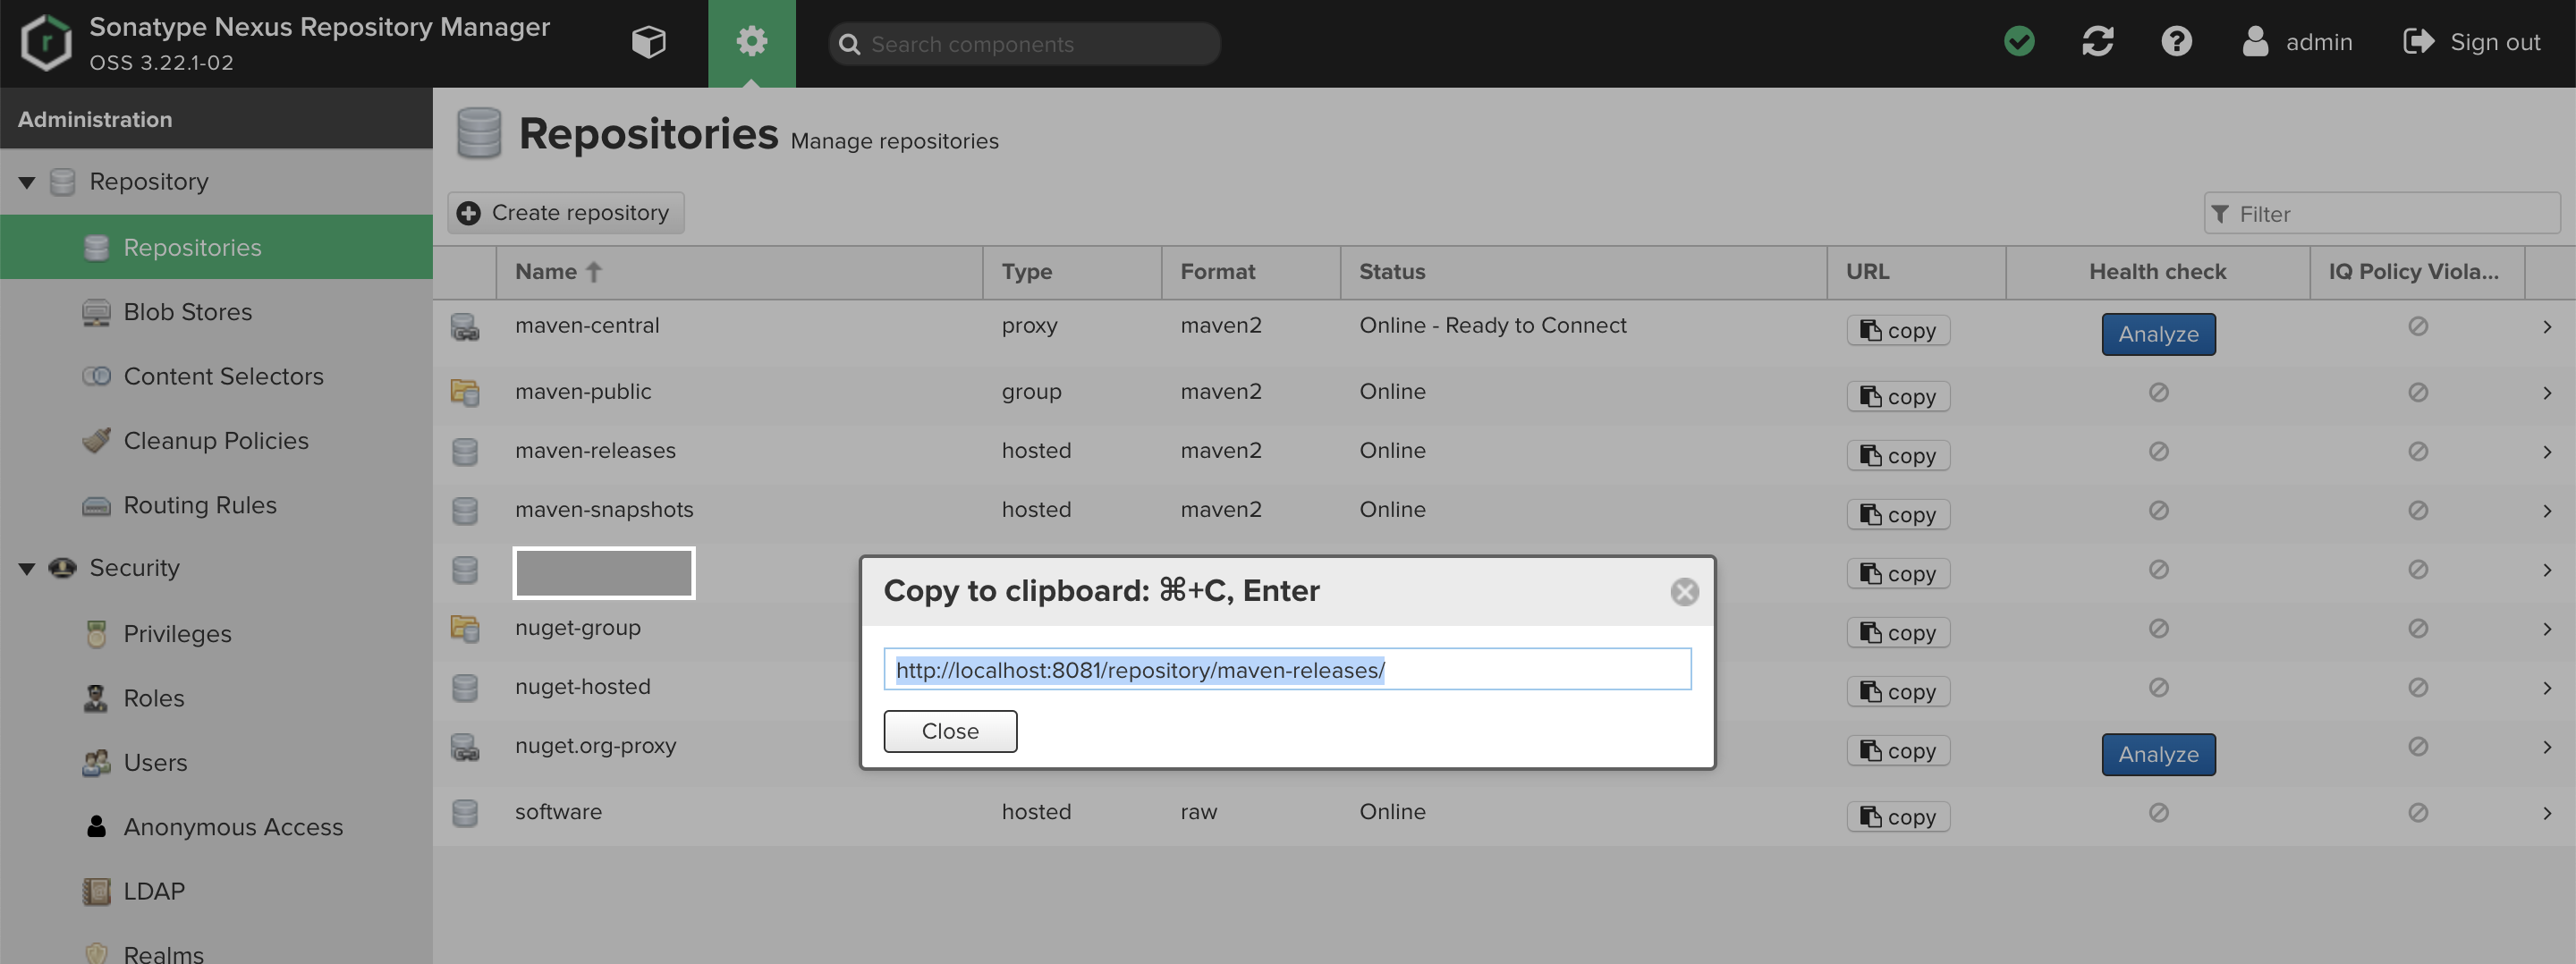 Sonatype Nexus Repository Manager
OSS 3.22.1-02
Search components
admin
Sign out
Administration
Repository
Repositories
Blob Stores
Content Selectors
Cleanup Policies
Routing Rules
Security
Privileges
Roles
Users
Anonymous Access
LDAP
Realms
Repositories Manage repositories
Create repository
Filter
Name Type Format Status URL Health check IQ Policy Viola...
maven-central proxy maven2 Online - Ready to Connect copy Analyze
maven-public group maven2 Online copy
maven-releases hosted maven2 Online copy
maven-snapshots hosted maven2 Online copy
copy
nuget-group copy
nuget-hosted copy
nuget.org-proxy copy Analyze
software hosted raw Online copy
Copy to clipboard: ⌘+C, Enter
http://localhost:8081/repository/maven-releases/
Close